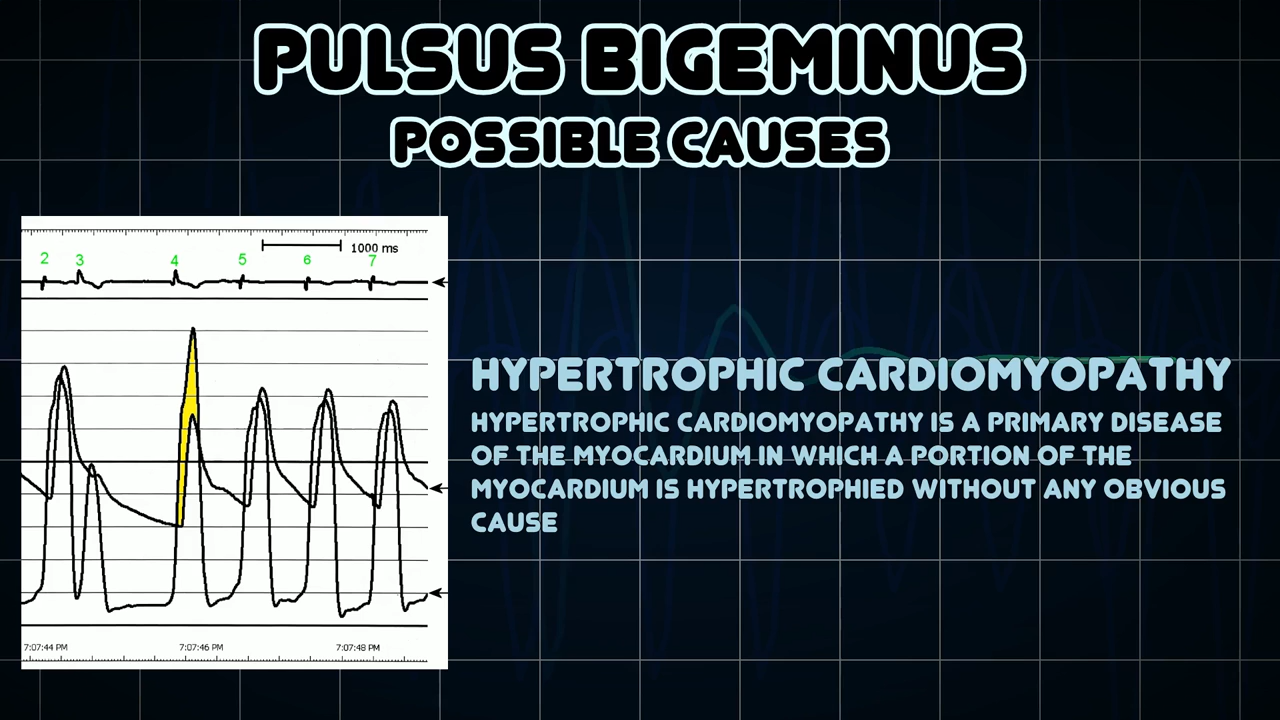 PULSUS BIGEMINUS
POSSIBLE CAUSES
1000 ms
2 3 4 5 6 7
HYPERTROPHIC CARDIOMYOPATHY
HYPERTROPHIC CARDIOMYOPATHY IS A PRIMARY DISEASE
OF THE MYOCARDIUM IN WHICH A PORTION OF THE
MYOCARDIUM IS HYPERTROPHIED WITHOUT ANY OBVIOUS
CAUSE
7:07:44 PM 7:07:46 PM 7:07:48 PM